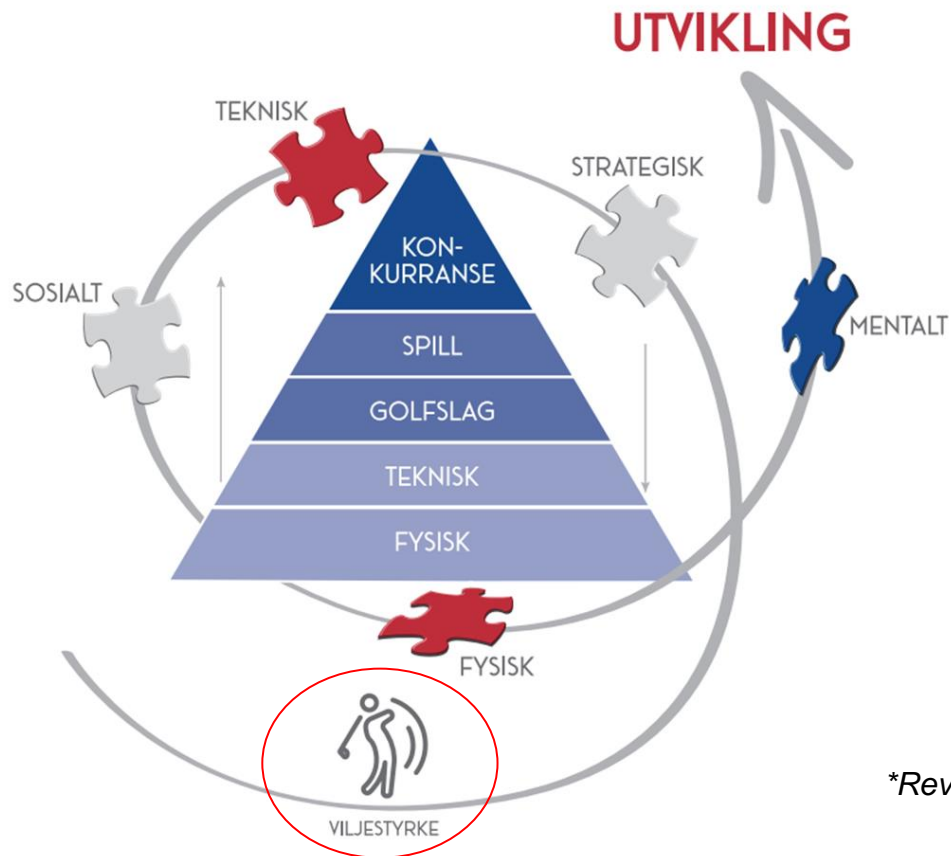 UTVIKLING
TEKNISK
STRATEGISK
KON-
KURRANSE
SOSIALT
MENTALT
SPILL
GOLFSLAG
TEKNISK
FYSISK
FYSISK
VILJESTYRKE
*Rev